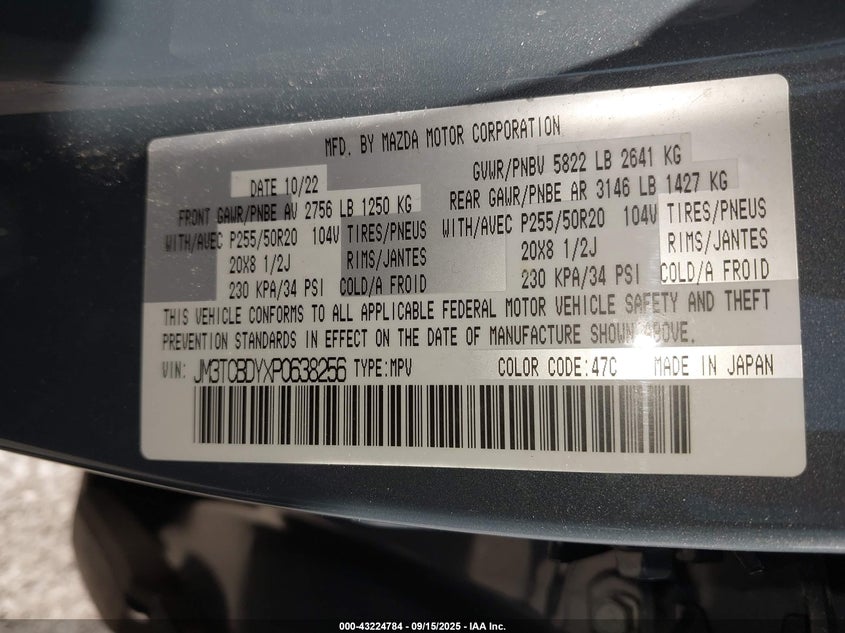 MFD. BY MAZDA MOTOR CORPORATION
DATE 10/22 GVWR/PNBV 5822 LB 2641 KG
FRONT GAWR/PNBE AV 2756 LB 1250 KG REAR GAWR/PNBE AR 3146 LB 1427 KG
WITH/AVEC P255/50R20 104V TIRES/PNEUS WITH/AVEC P255/50R20 104V TIRES/PNEUS
20X8 1/2J RIMS/JANTES 20X8 1/2J RIMS/JANTES
230 KPA/34 PSI COLD/A FROID 230 KPA/34 PSI COLD/A FROID
THIS VEHICLE CONFORMS TO ALL APPLICABLE FEDERAL MOTOR VEHICLE SAFETY AND THEFT
PREVENTION STANDARDS IN EFFECT ON THE DATE OF MANUFACTURE SHOWN ABOVE.
VIN: JM3TCBDYXP0638256 TYPE:MPV COLOR CODE:47C MADE IN JAPAN
000-43224784 - 09/15/2025 - IAA Inc.